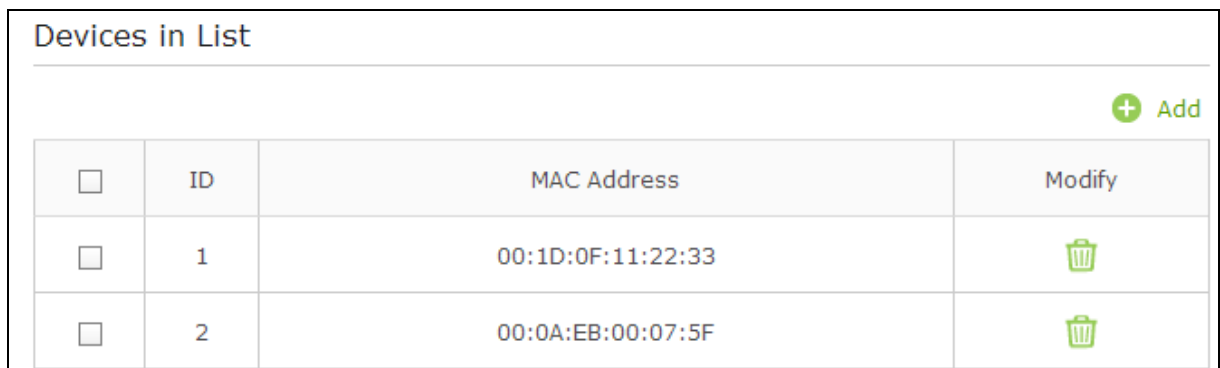 Devices in List
Add
ID MAC Address Modify
1 00:1D:0F:11:22:33
2 00:0A:EB:00:07:5F